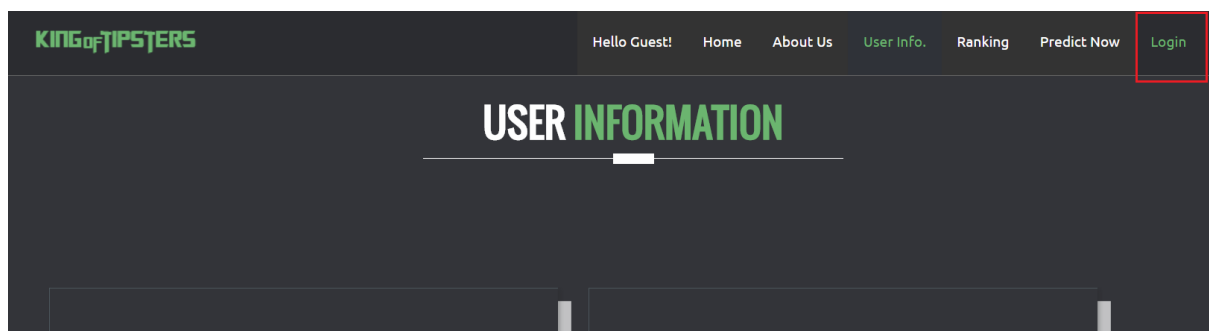 KINGOFTIPSTERS Hello Guest! Home About Us User Info. Ranking Predict Now Login
USER INFORMATION